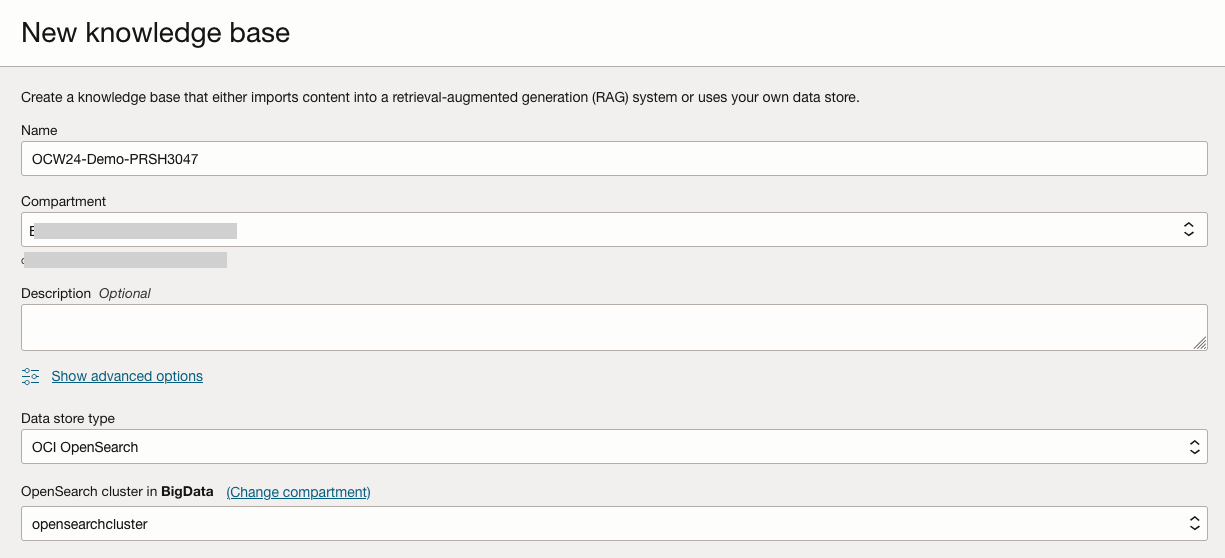 New knowledge base
Create a knowledge base that either imports content into a retrieval-augmented generation (RAG) system or uses your own data store.
Name
OCW24-Demo-PRSH3047
Compartment
Description Optional
Show advanced options
Data store type
OCI OpenSearch
OpenSearch cluster in BigData (Change compartment)
opensearchcluster